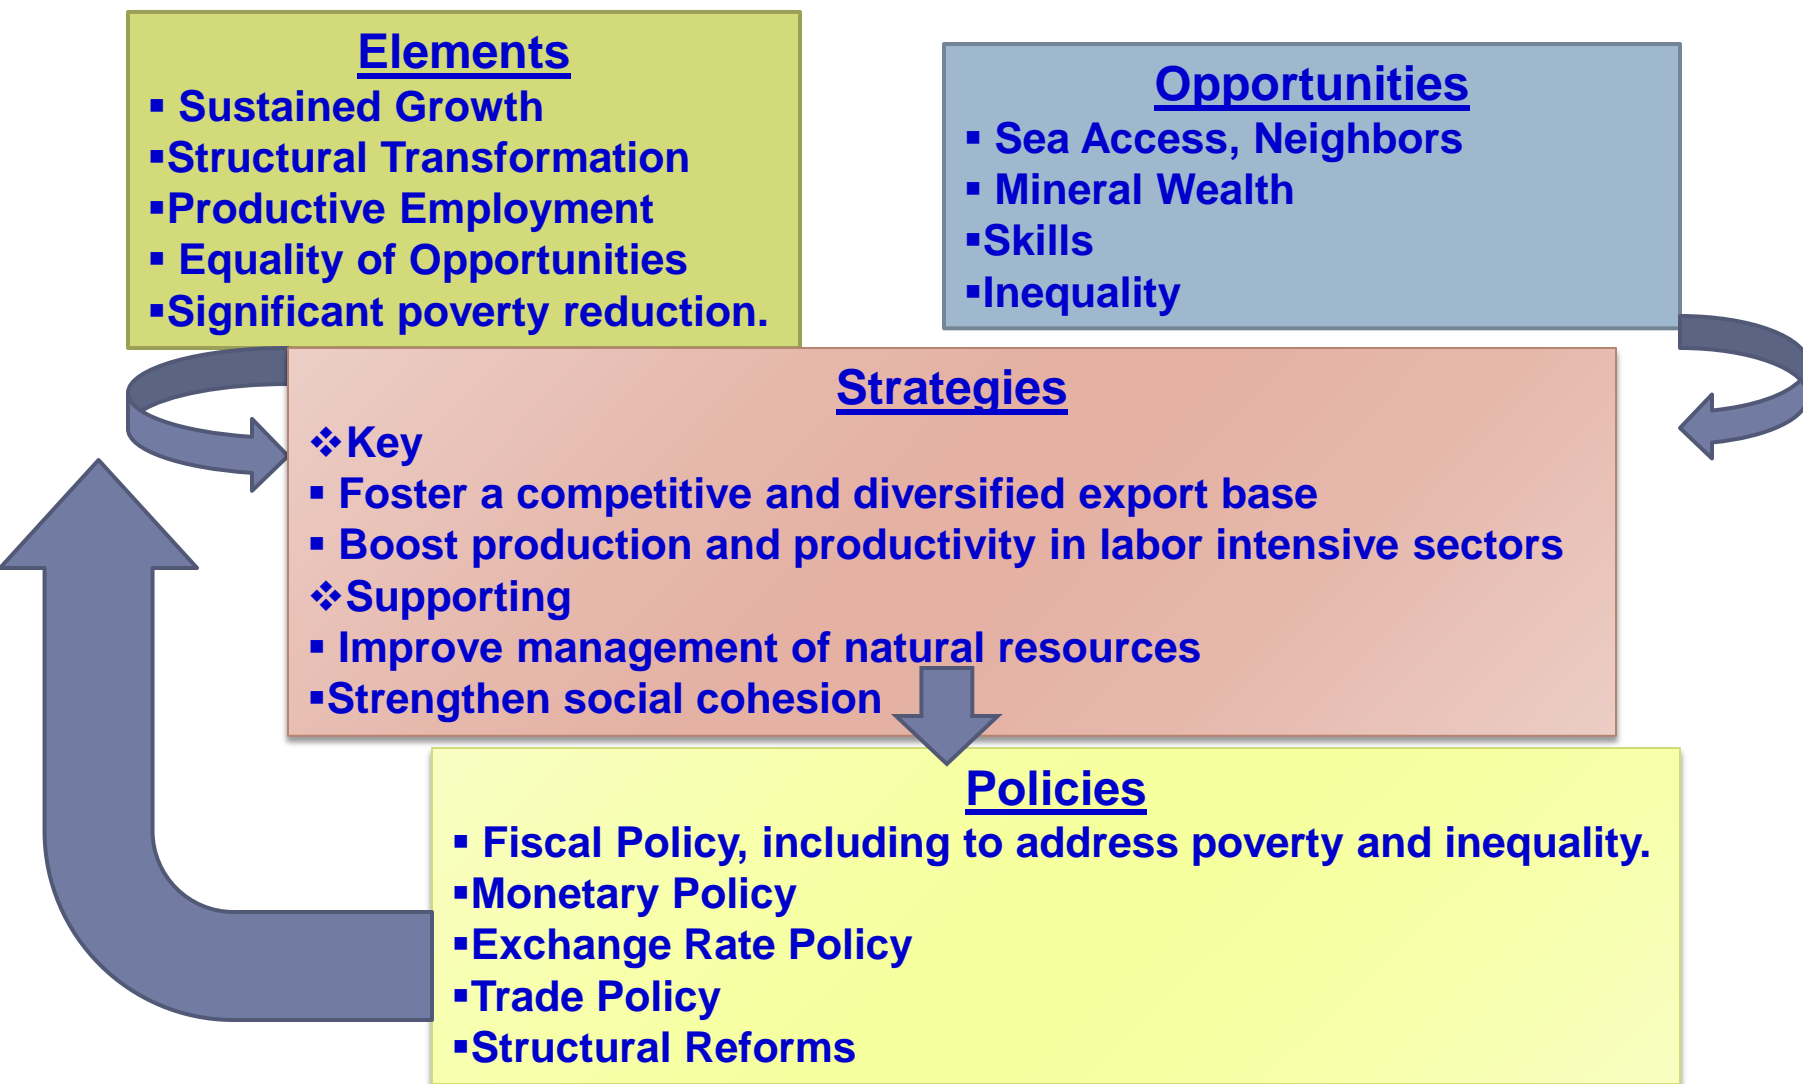 Elements
▪ Sustained Growth
▪Structural Transformation
▪Productive Employment
▪ Equality of Opportunities
▪Significant poverty reduction.
Opportunities
▪ Sea Access, Neighbors
▪ Mineral Wealth
▪Skills
▪Inequality
Strategies
❖Key
▪ Foster a competitive and diversified export base
▪ Boost production and productivity in labor intensive sectors
❖Supporting
▪ Improve management of natural resources
▪Strengthen social cohesion
Policies
▪ Fiscal Policy, including to address poverty and inequality.
▪Monetary Policy
▪Exchange Rate Policy
▪Trade Policy
▪Structural Reforms